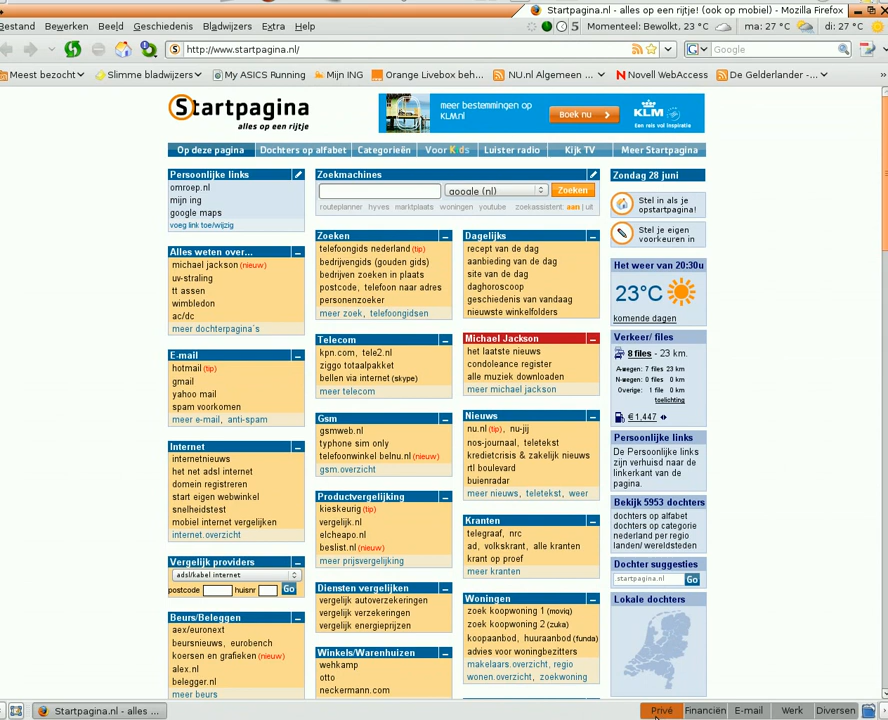 Startpagina.nl - alles op een rijtje! (ook op mobiel) - Mozilla Firefox
Bestand Bewerken Beeld Geschiedenis Bladwijzers Extra Help
5 Momenteel: Bewolkt, 23 °C ma: 27 °C di: 27 °C
http://www.startpagina.nl/
Google
Meest bezocht Slimme bladwijzers My ASICS Running Mijn ING Orange Livebox beh... NU.nl Algemeen ... Novell WebAccess De Gelderlander -... »
Startpagina
alles op een rijtje
meer bestemmingen op
KLM.nl
Boek nu
KLM
Een reis vol inspiratie
Op deze pagina Dochters op alfabet Categorieën Voor Kids Luister radio Kijk TV Meer Startpagina
Persoonlijke links
omroep.nl
mijn ing
google maps
voeg link toe/wijzig
Alles weten over...
michael jackson (nieuw)
uv-straling
tt assen
wimbledon
ac/dc
meer dochterpagina´s
E-mail
hotmail (tip)
gmail
yahoo mail
spam voorkomen
meer e-mail, anti-spam
Internet
internetnieuws
het net adsl internet
domein registreren
start eigen webwinkel
snelheidstest
mobiel internet vergelijken
internet.overzicht
Vergelijk providers
adsl/kabel internet
postcode huisnr Go
Beurs/Beleggen
aex/euronext
beursnieuws, eurobench
koersen en grafieken (nieuw)
alex.nl
belegger.nl
meer beurs
Zoekmachines
google (nl) Zoeken
routeplanner hyves marktplaats woningen youtube zoekassistent: aan | uit
Zoeken
telefoongids nederland (tip)
bedrijvengids (gouden gids)
bedrijven zoeken in plaats
postcode, telefoon naar adres
personenzoeker
meer zoek, telefoongidsen
Telecom
kpn.com, tele2.nl
ziggo totaalpakket
bellen via internet (skype)
meer telecom
Gsm
gsmweb.nl
typhone sim only
telefoonwinkel belnu.nl (nieuw)
gsm.overzicht
Productvergelijking
kieskeurig (tip)
vergelijk.nl
elcheapo.nl
beslist.nl (nieuw)
meer prijsvergelijking
Diensten vergelijken
vergelijk autoverzekeringen
vergelijk verzekeringen
vergelijk energieprijzen
Winkels/Warenhuizen
wehkamp
otto
neckermann.com
Dagelijks
recept van de dag
aanbieding van de dag
site van de dag
daghoroscoop
geschiedenis van vandaag
nieuwste winkelfolders
Michael Jackson
het laatste nieuws
condoleance register
alle muziek downloaden
meer michael jackson
Nieuws
nu.nl (tip), nu-jij
nos-journaal, teletekst
kredietcrisis & zakelijk nieuws
rtl boulevard
buienradar
meer nieuws, teletekst, weer
Kranten
telegraaf, nrc
ad, volkskrant, alle kranten
krant op proef
meer kranten
Woningen
zoek koopwoning 1 (moviq)
zoek koopwoning 2 (zuka)
koopaanbod, huuraanbod (funda)
advies voor woningbezitters
makelaars.overzicht, regio
wonen.overzicht, zoekwoning
Zondag 28 juni
Stel in als je
opstartpagina!
Stel je eigen
voorkeuren in
Het weer van 20:30u
23°C
komende dagen
Verkeer/ files
8 files - 23 km.
A-wegen: 7 files 23 km
N-wegen: 0 files 0 km
Overige: 1 file 0 km
toelichting
€ 1,447
Persoonlijke links
De Persoonlijke links
zijn verhuisd naar de
linkerkant van de
pagina.
Bekijk 5953 dochters
dochters op alfabet
dochters op categorie
nederland per regio
landen/ wereldsteden
Dochter suggesties
startpagina.nl Go
Lokale dochters
Startpagina.nl - alles ... Privé Financiën E-mail Werk Diversen